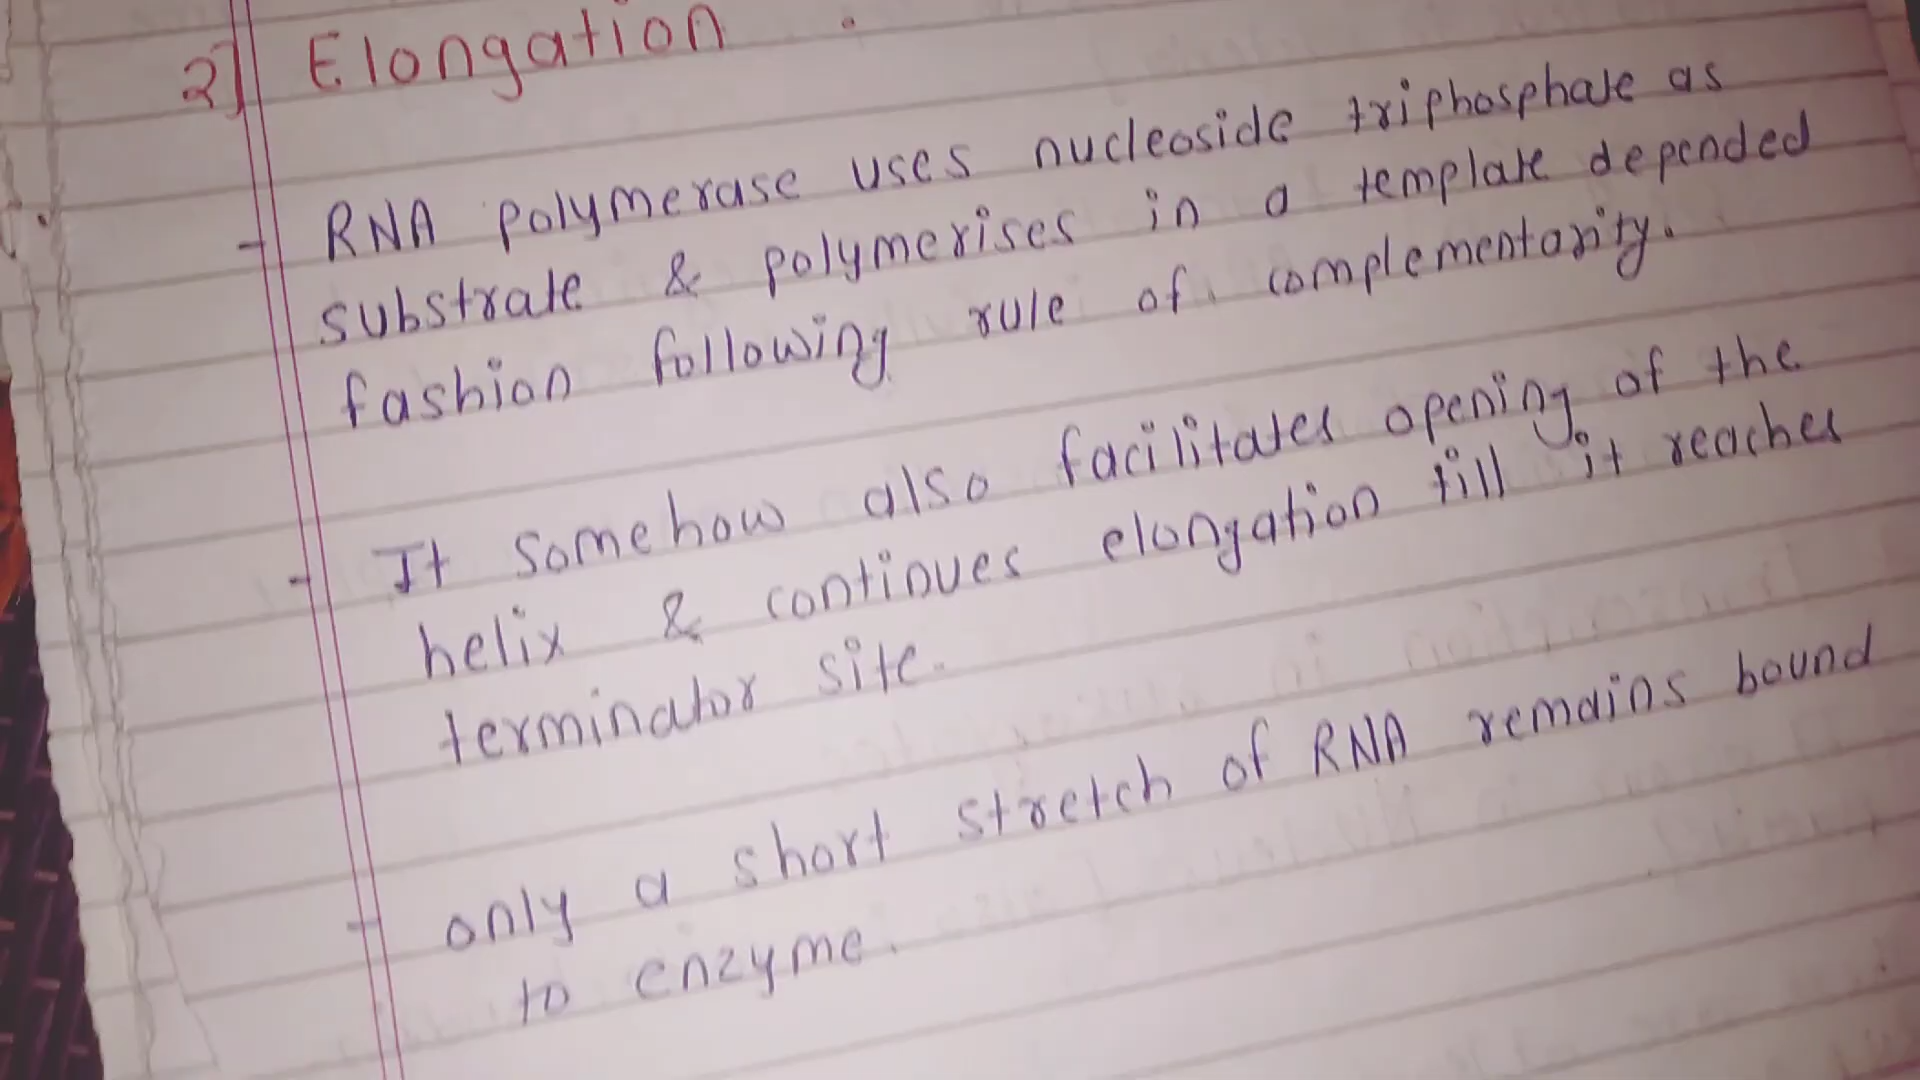 2] Elongation
- RNA polymerase uses nucleoside triphosphate as
substrate & polymerises in a template depended
fashion following rule of complementarity.
- It somehow also facilitates opening of the
helix & continues elongation till it reaches
terminator site.
- only a short stretch of RNA remains bound
to enzyme.